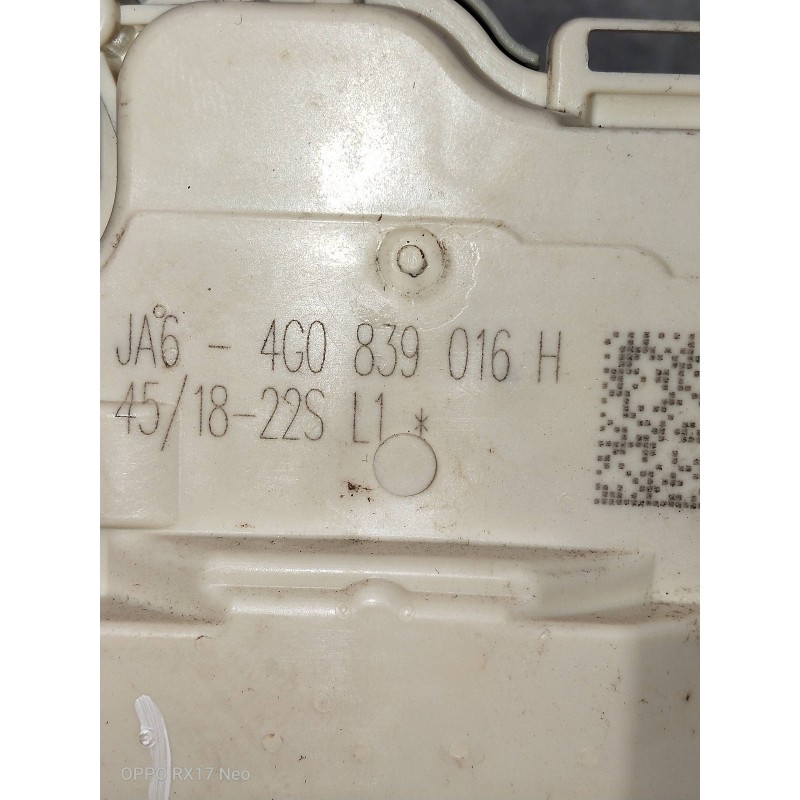 JA6 - 4G0 839 016 H
45/18-22S L1 *
OPPO RX17 Neo